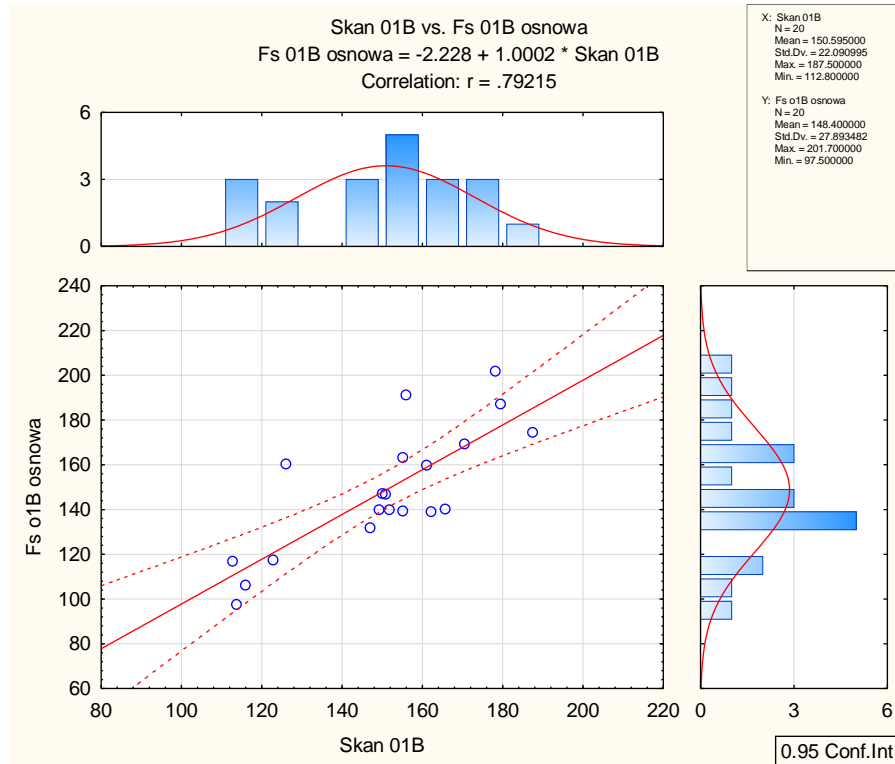 Skan 01B vs. Fs 01B osnowa
Fs 01B osnowa = -2.228 + 1.0002 * Skan 01B
Correlation: r = .79215
X: Skan 01B
N = 20
Mean = 150.595000
Std.Dv. = 22.090995
Max. = 187.500000
Min. = 112.800000
Y: Fs o1B osnowa
N = 20
Mean = 148.400000
Std.Dv. = 27.893482
Max. = 201.700000
Min. = 97.500000
6
3
0
240
220
200
180
160
140
120
100
80
60
Fs o1B osnowa
80 100 120 140 160 180 200 220
Skan 01B
0 3 6
0.95 Conf.Int